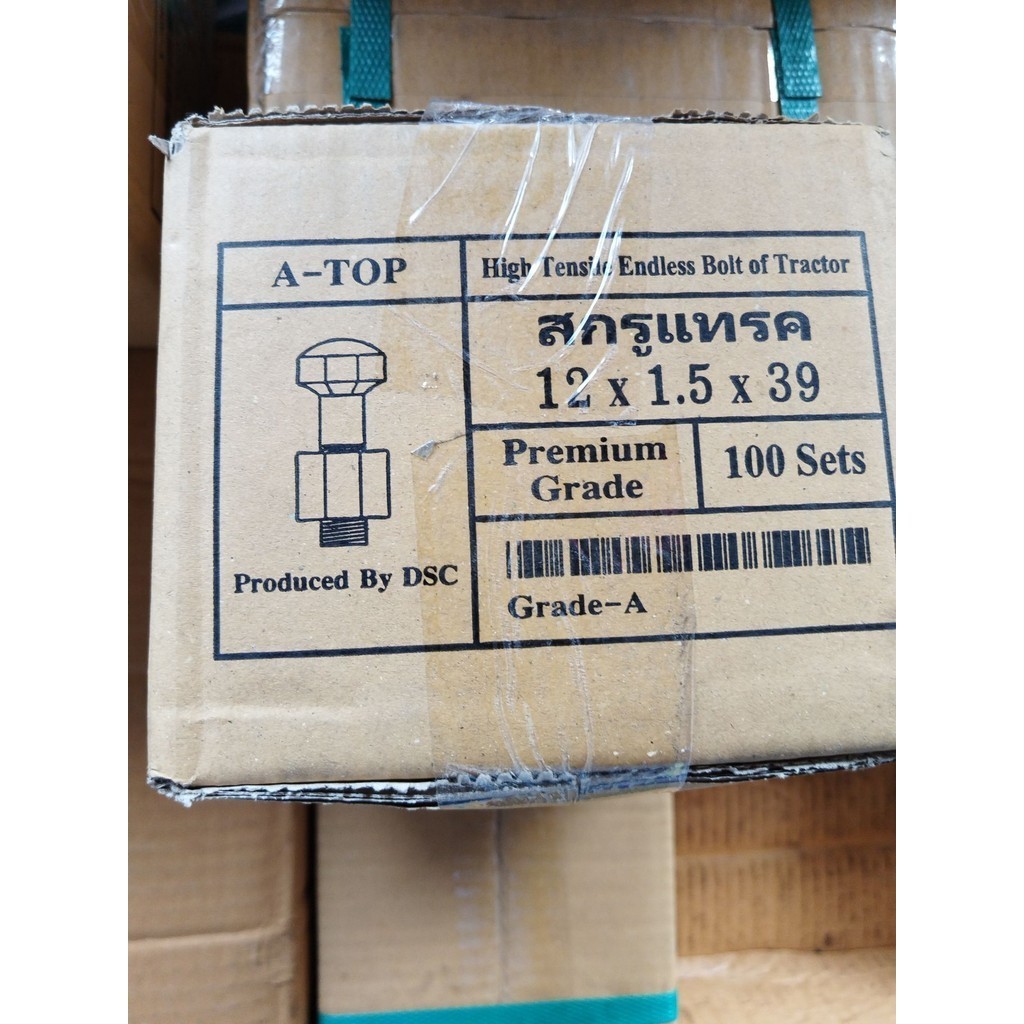 A-TOP
High Tensile Endless Bolt of Tractor
สกรูแทรค
12 x 1.5 x 39
Premium
Grade
100 Sets
Produced By DSC
Grade-A